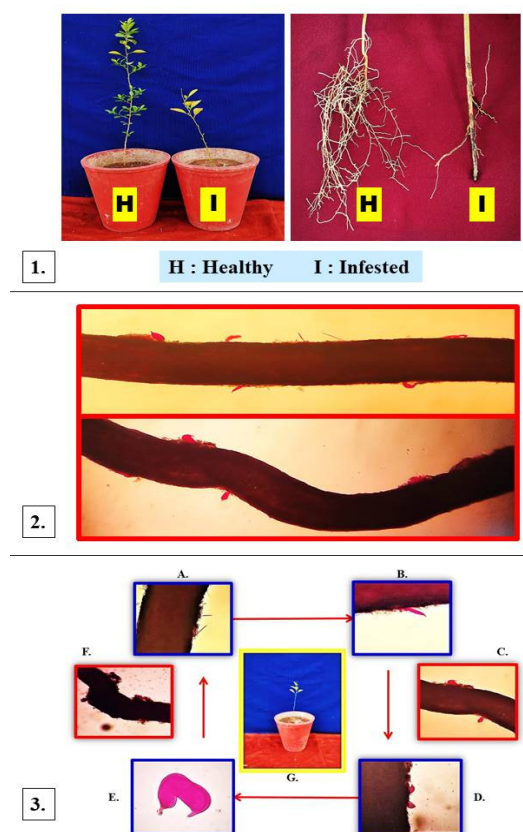 H
I
H
I
1.
H : Healthy I : Infested
2.
A.
B.
F.
C.
G.
E.
D.
3.